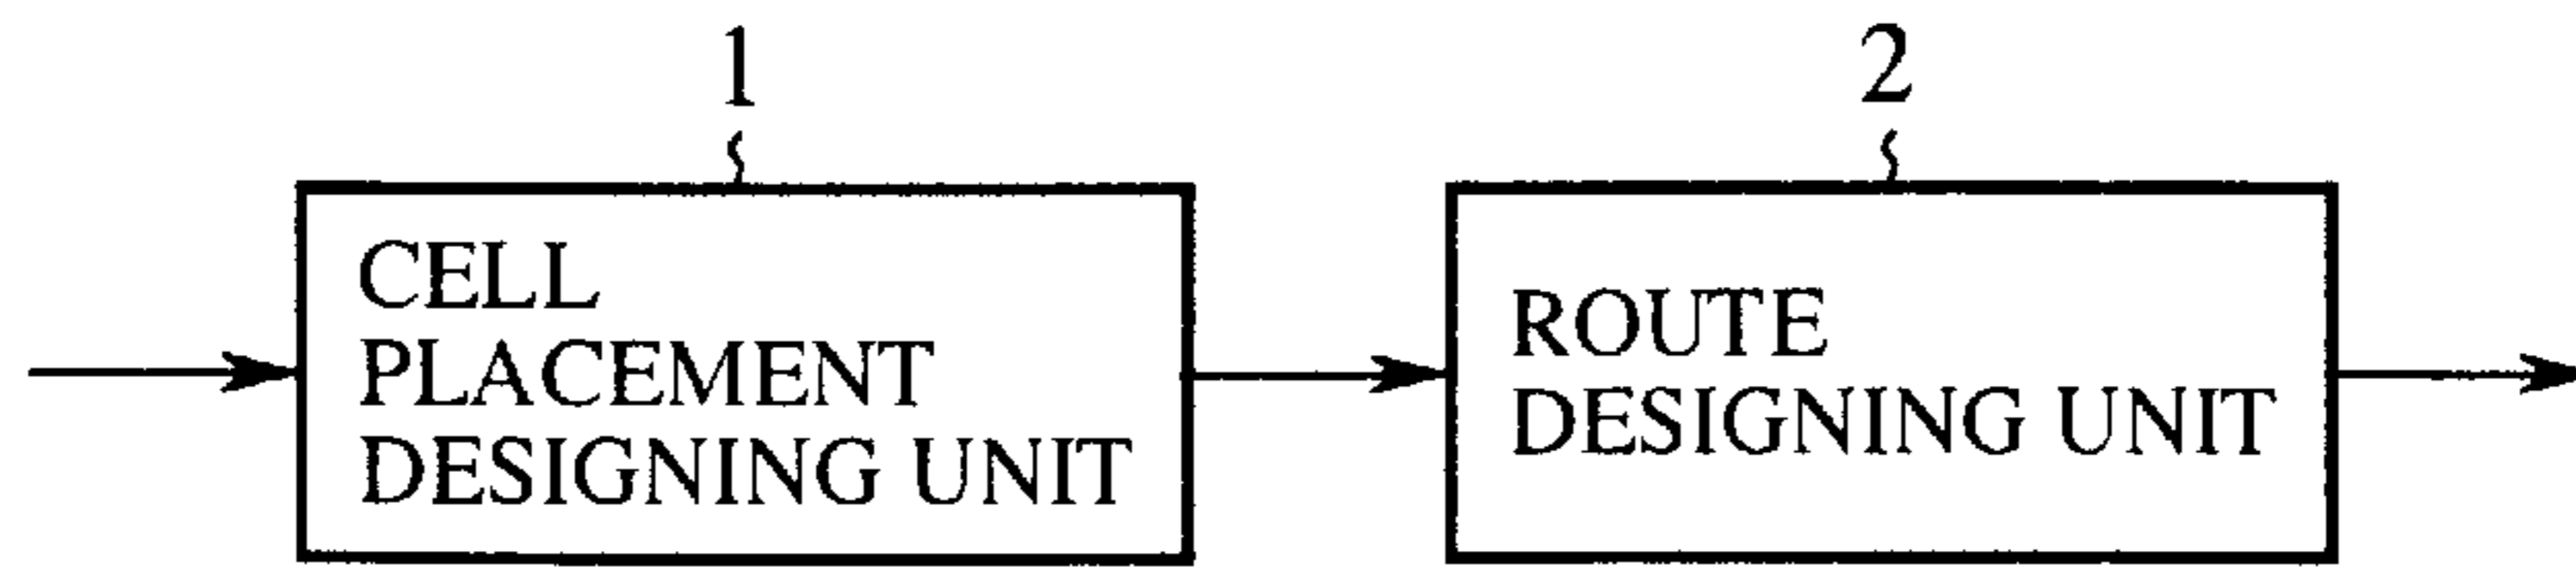 1
2
CELL
PLACEMENT
DESIGNING UNIT
ROUTE
DESIGNING UNIT